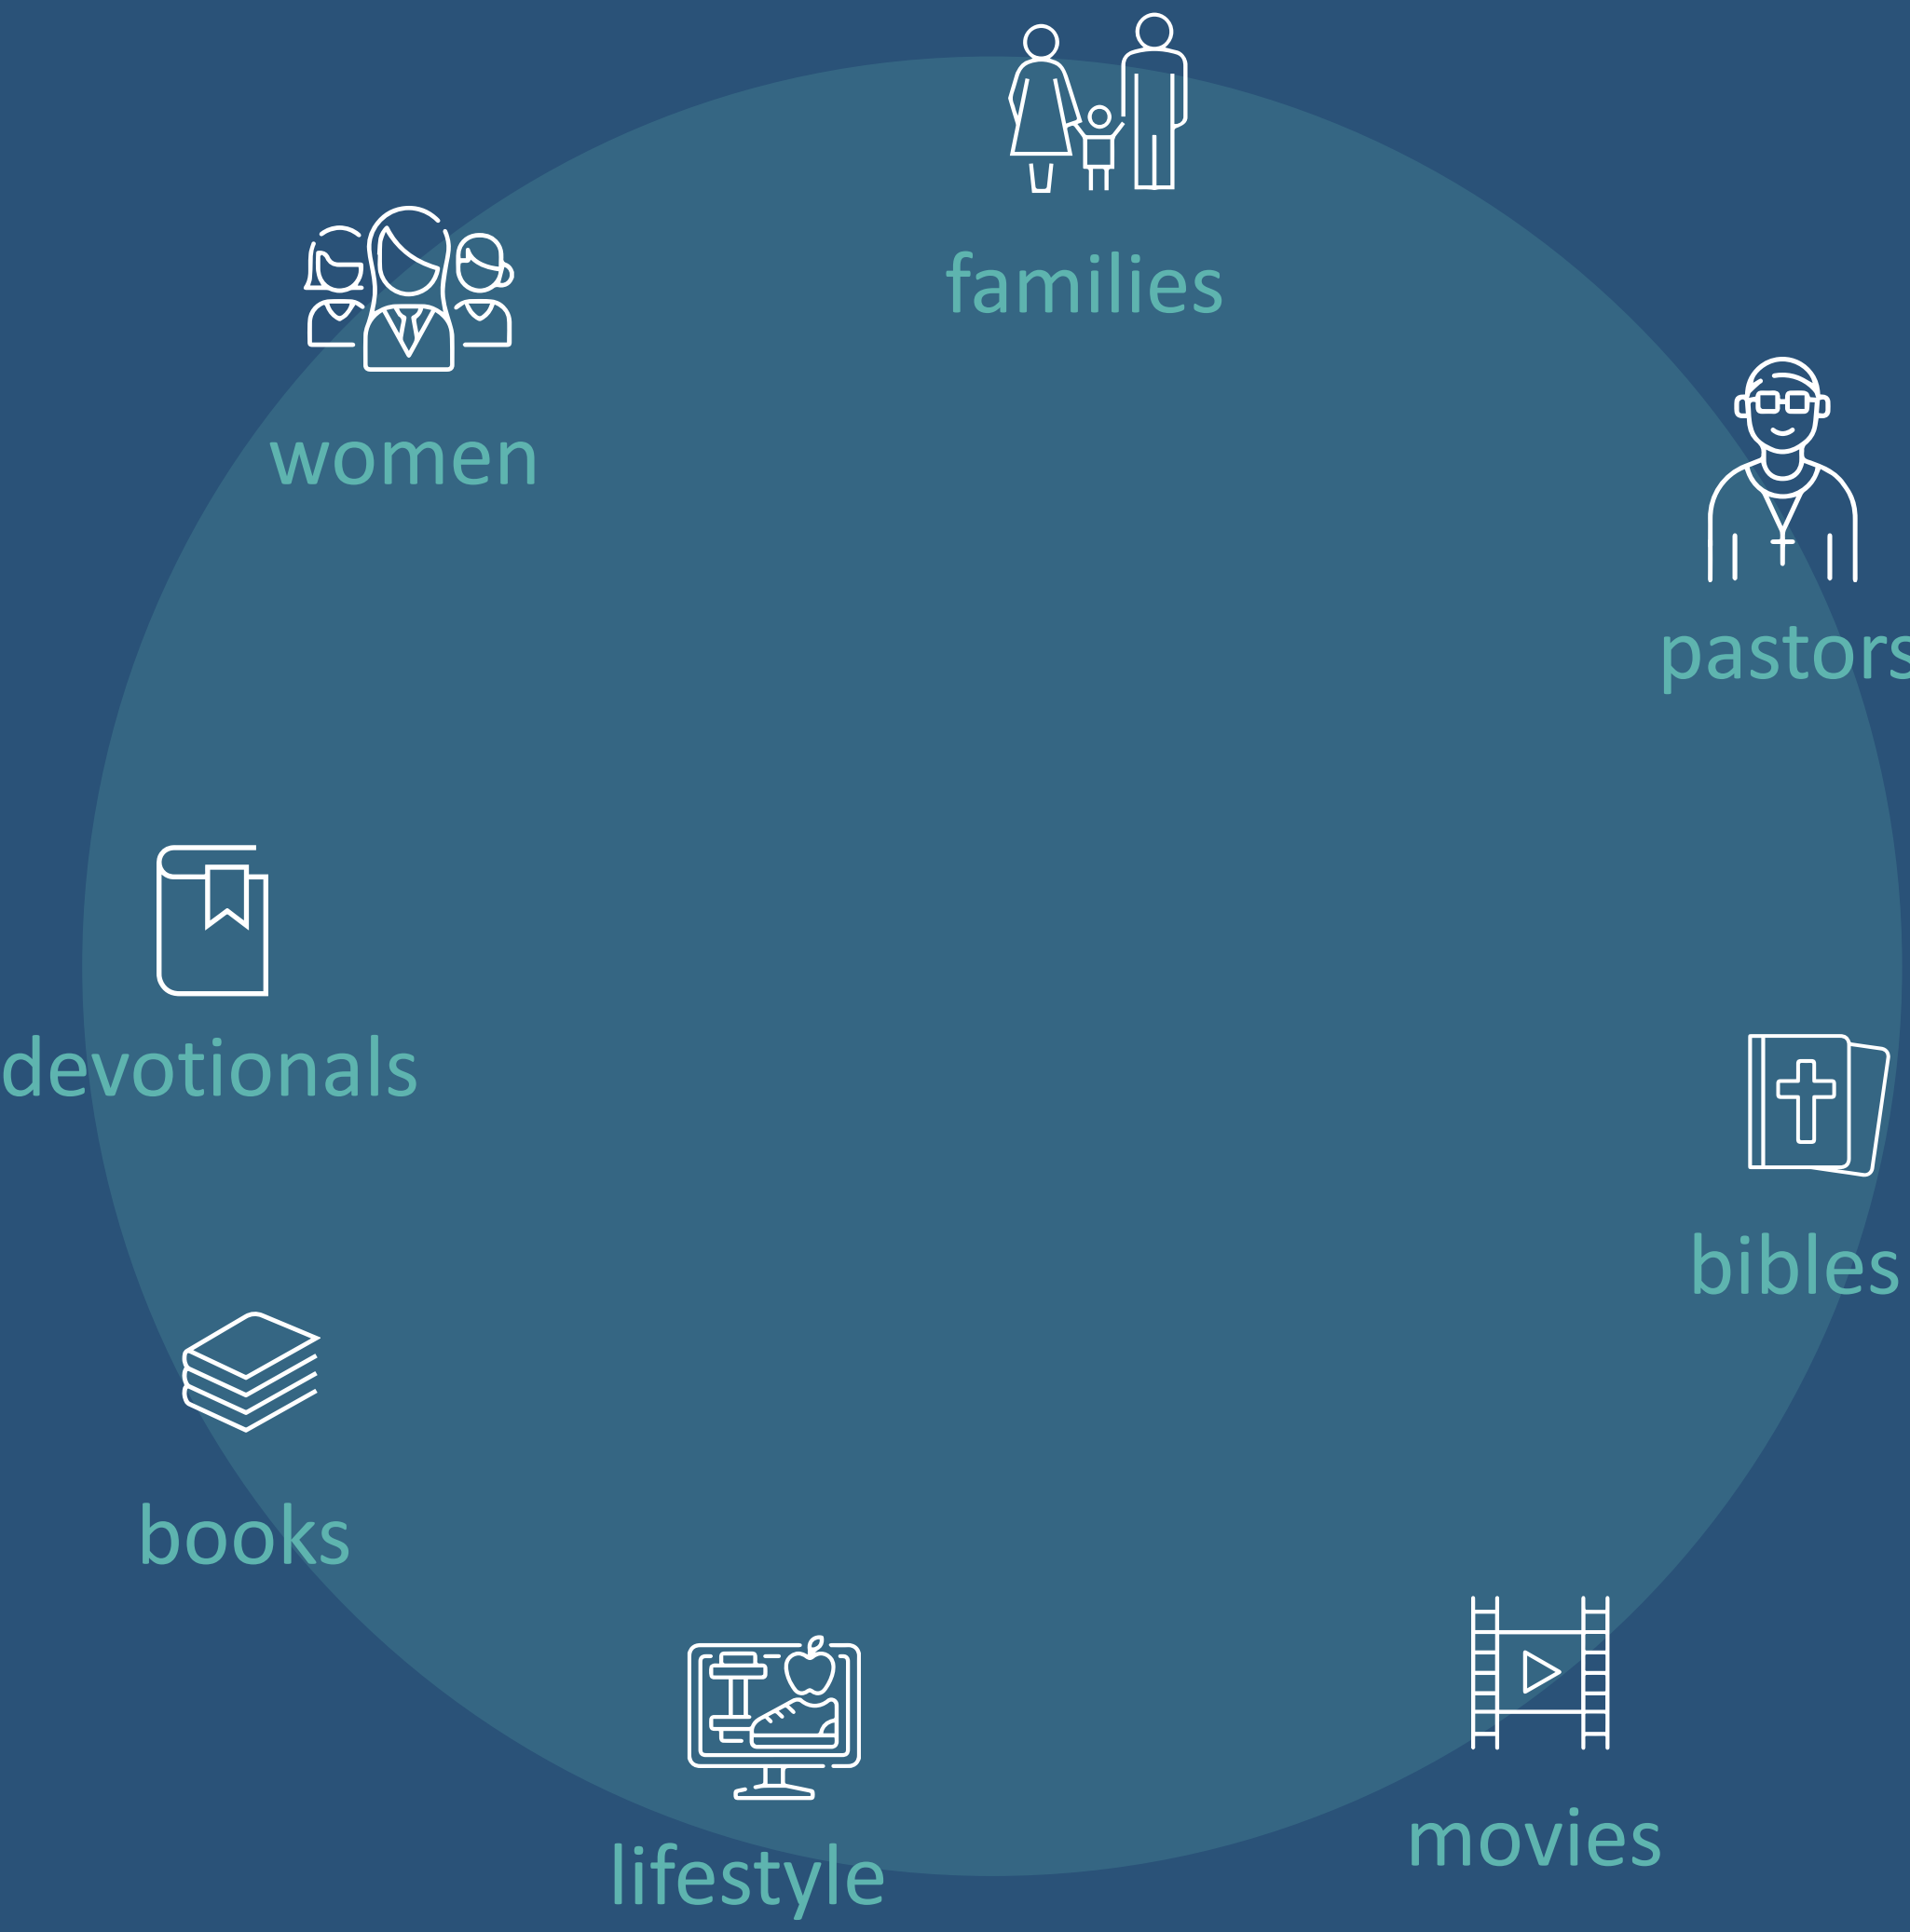 families
women
pastors
devotionals
bibles
books
movies
lifestyle